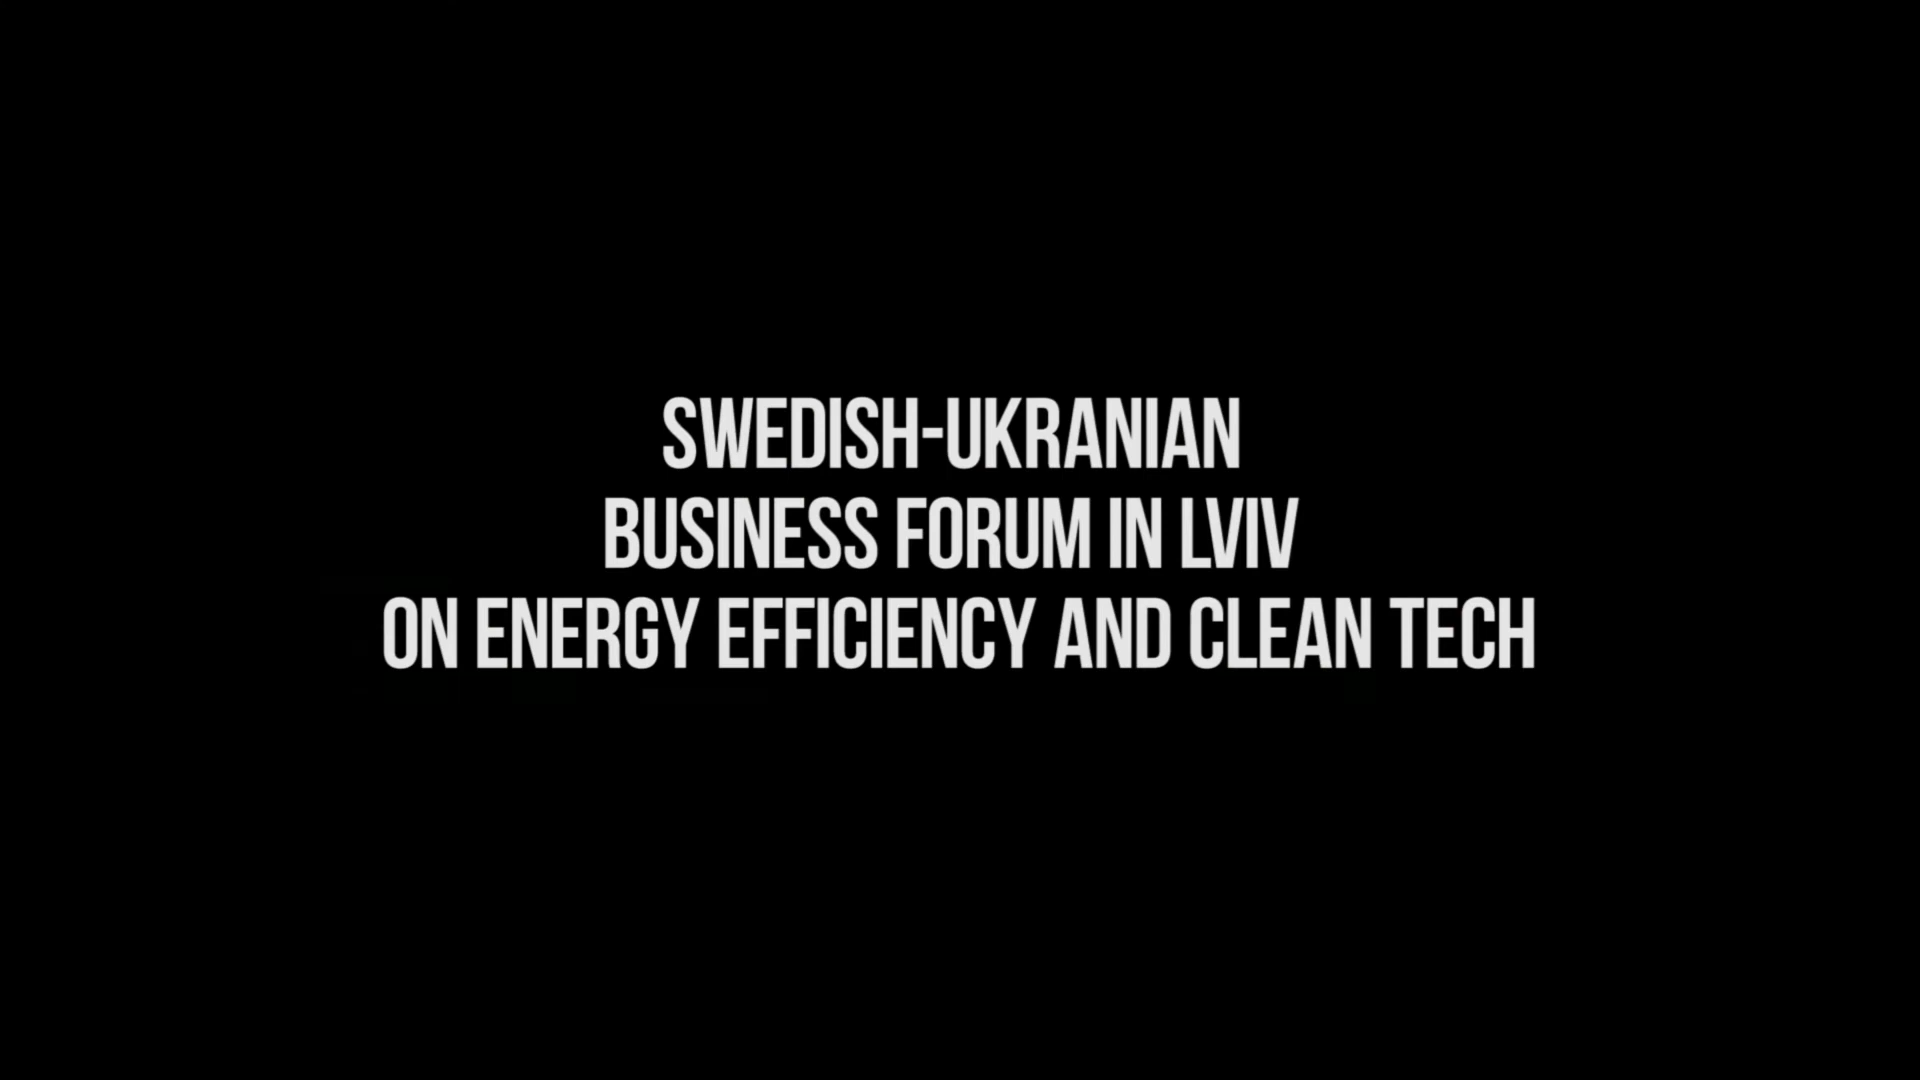 SWEDISH-UKRANIAN
BUSINESS FORUM IN LVIV
ON ENERGY EFFICIENCY AND CLEAN TECH